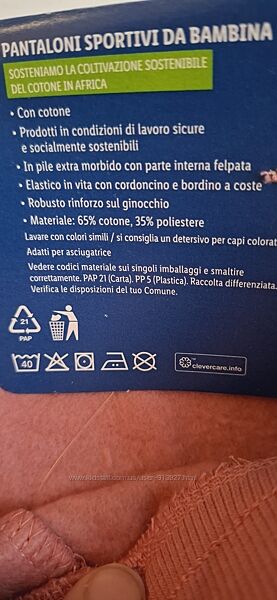 PANTALONI SPORTIVI DA BAMBINA
SOSTENIAMO LA COLTIVAZIONE SOSTENIBILE
DEL COTONE IN AFRICA
• Con cotone
• Prodotti in condizioni di lavoro sicure
e socialmente sostenibili
• In pile extra morbido con parte interna felpata
• Elastico in vita con cordoncino e bordino a coste
• Robusto rinforzo sul ginocchio
• Materiale: 65% cotone, 35% poliestere
Lavare con colori simili / si consiglia un detersivo per capi colorat
Adatti per asciugatrice
Vedere codici materiale sui singoli imballaggi e smaltire
correttamente. PAP 21 (Carta). PP 5 (Plastica). Raccolta differenziata.
Verifica le disposizioni del tuo Comune.
21
PAP
40
clevercare.info